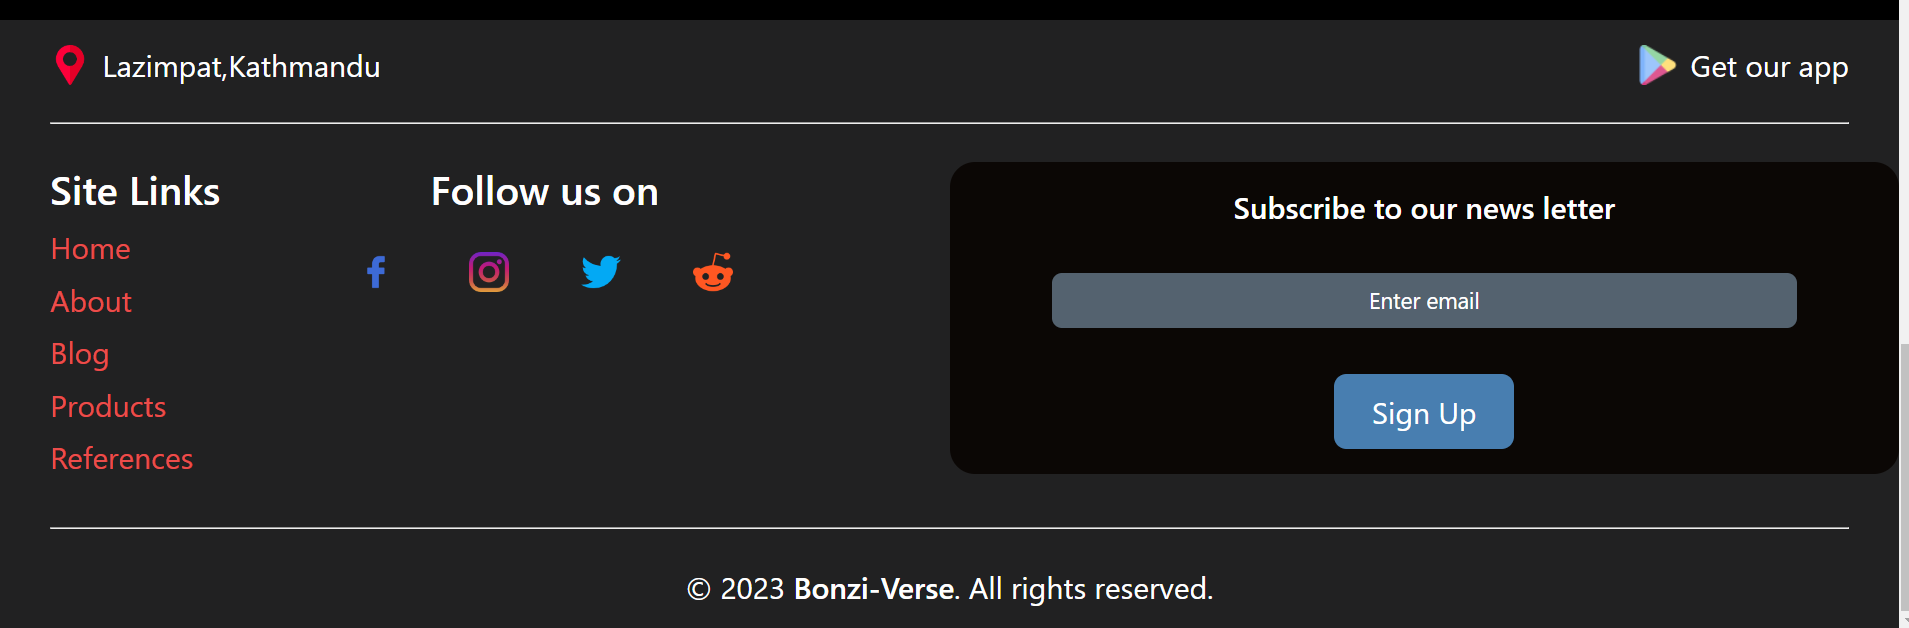 Lazimpat,Kathmandu
Get our app
Site Links
Home
About
Blog
Products
References
Follow us on
Subscribe to our news letter
Enter email
Sign Up
© 2023 Bonzi-Verse. All rights reserved.